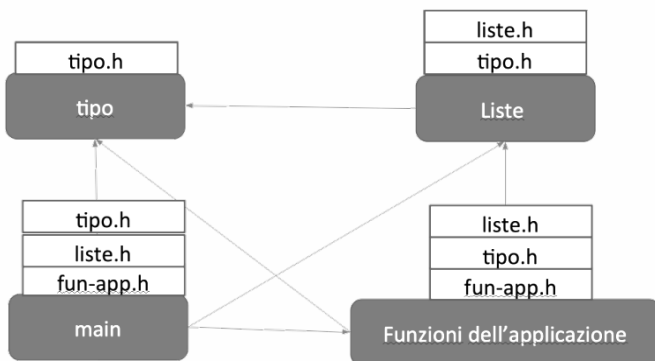 tipo.h
tipo
liste.h
tipo.h
Liste
tipo.h
liste.h
fun-app.h
main
liste.h
tipo.h
fun-app.h
Funzioni dell’applicazione